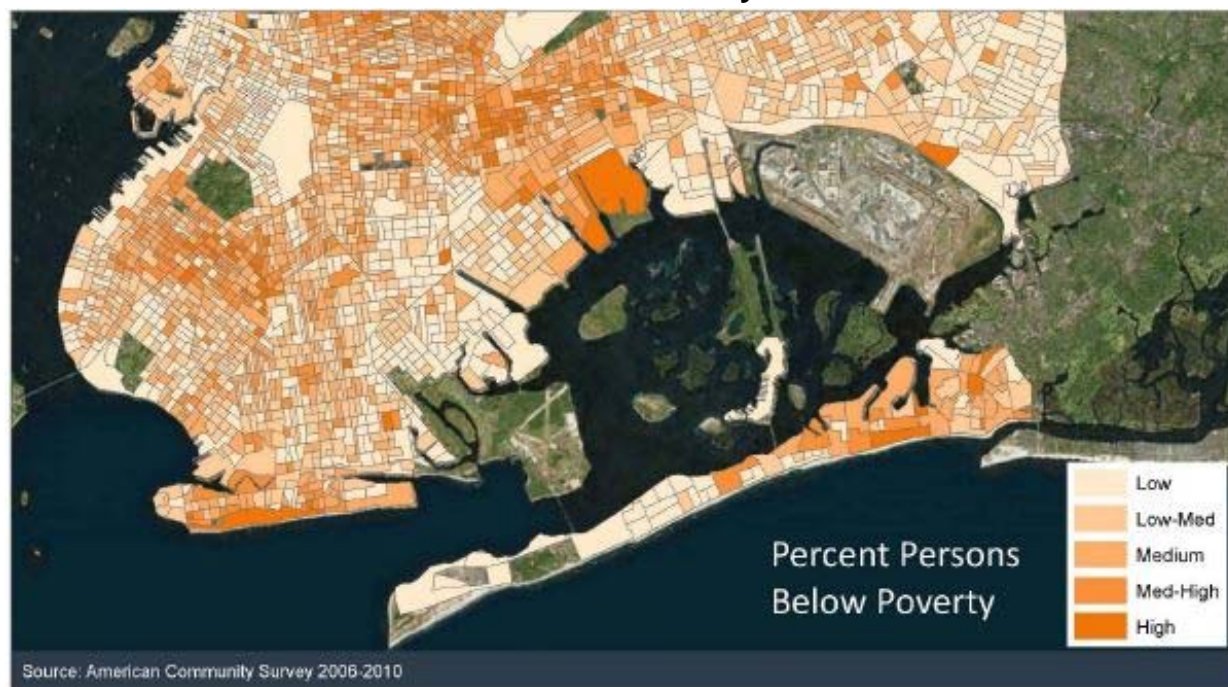 Low
Low-Med
Medium
Med-High
High
Percent Persons
Below Poverty
Source: American Community Survey 2006-2010